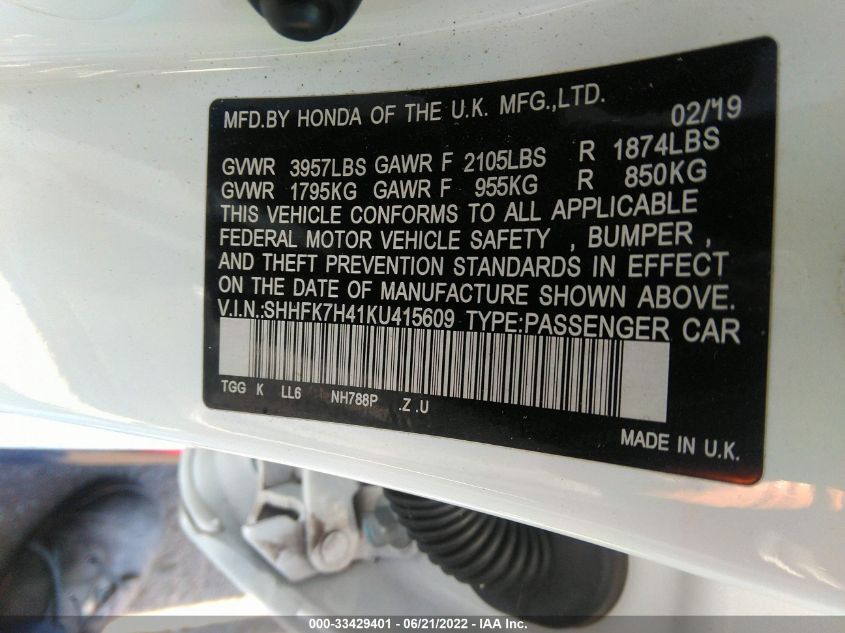 MFD.BY HONDA OF THE U.K. MFG.,LTD. 02/19
GVWR 3957LBS GAWR F 2105LBS R 1874LBS
GVWR 1795KG GAWR F 955KG R 850KG
THIS VEHICLE CONFORMS TO ALL APPLICABLE
FEDERAL MOTOR VEHICLE SAFETY , BUMPER ,
AND THEFT PREVENTION STANDARDS IN EFFECT
ON THE DATE OF MANUFACTURE SHOWN ABOVE.
V.I.N.:SHHFK7H41KU415609 TYPE:PASSENGER CAR
TGG K LL6 NH788P .Z .U
MADE IN U.K.
000-33429401 - 06/21/2022 - IAA Inc.